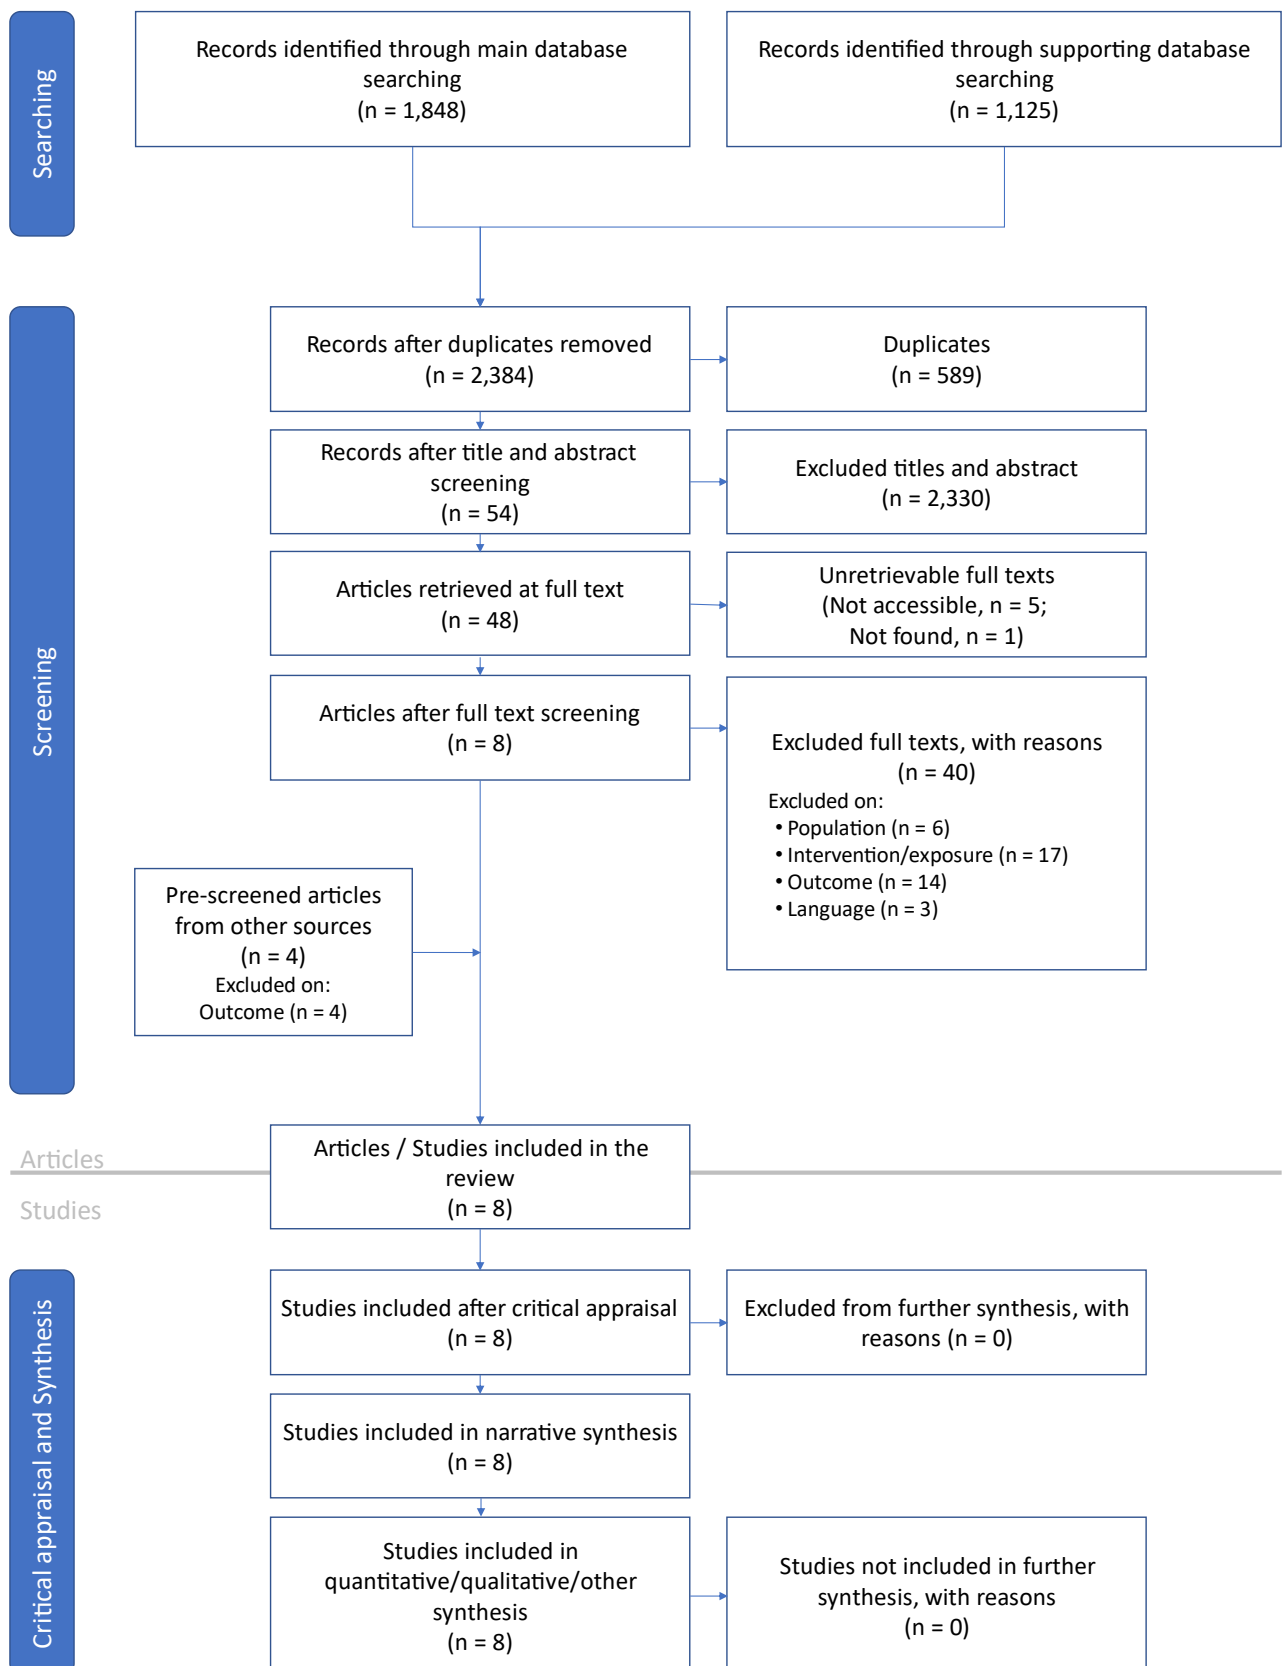 Searching
Records identified through main database
searching
(n = 1,848)
Records identified through supporting database
searching
(n = 1,125)
Screening
Records after duplicates removed
(n = 2,384)
Duplicates
(n = 589)
Records after title and abstract
screening
(n = 54)
Excluded titles and abstract
(n = 2,330)
Articles retrieved at full text
(n = 48)
Unretrievable full texts
(Not accessible, n = 5;
Not found, n = 1)
Articles after full text screening
(n = 8)
Excluded full texts, with reasons
(n = 40)
Excluded on:
• Population (n = 6)
• Intervention/exposure (n = 17)
• Outcome (n = 14)
• Language (n = 3)
Pre-screened articles
from other sources
(n = 4)
Excluded on:
Outcome (n = 4)
Articles
Studies
Articles / Studies included in the
review
(n = 8)
Critical appraisal and Synthesis
Studies included after critical appraisal
(n = 8)
Excluded from further synthesis, with
reasons (n = 0)
Studies included in narrative synthesis
(n = 8)
Studies included in
quantitative/qualitative/other
synthesis
(n = 8)
Studies not included in further
synthesis, with reasons
(n = 0)